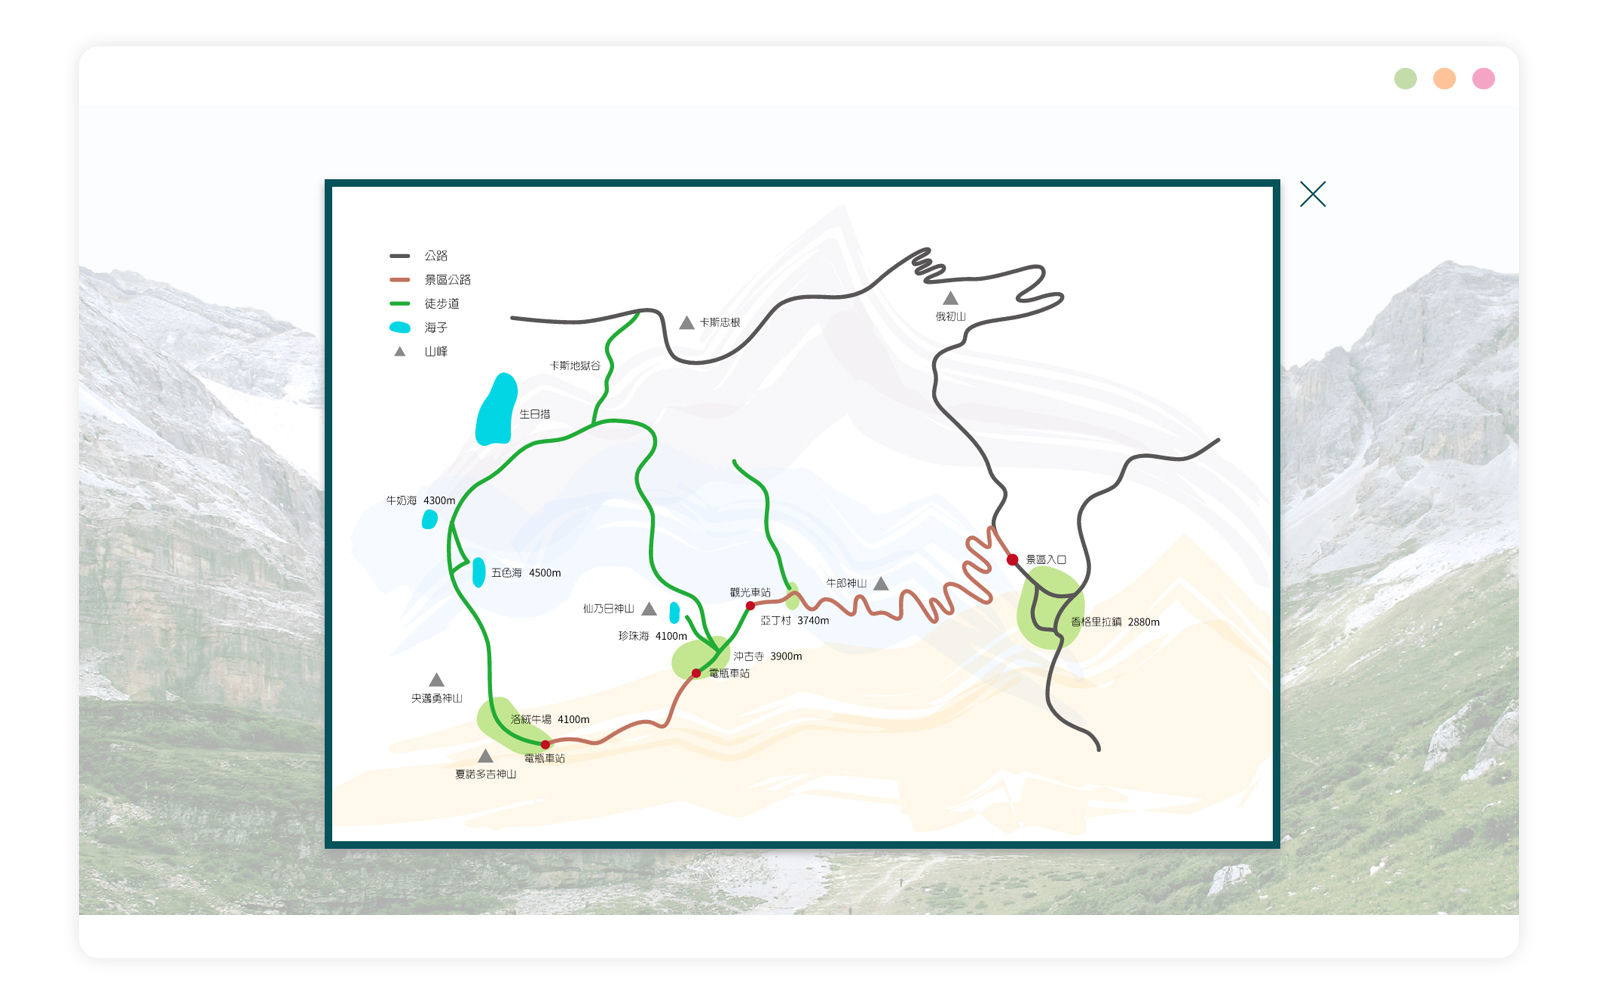 公路
景區公路
徒步道
海子
山峰
俄初山
卡斯忠根
卡斯地獄谷
生日措
牛奶海 4300m
五色海 4500m
景區入口
牛郎神山
觀光車站
仙乃日神山
亞丁村 3740m
香格里拉鎮 2880m
珍珠海 4100m
沖古寺 3900m
電瓶車站
央邁勇神山
洛絨牛場 4100m
電瓶車站
夏諾多吉神山